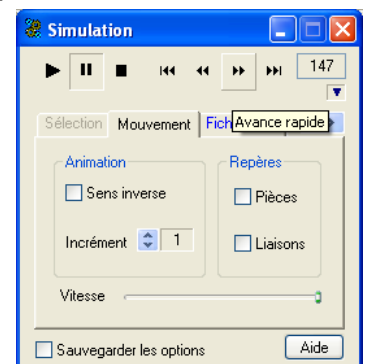 Simulation
147
Sélection Mouvement Fich
Avance rapide
Animation Repères
Sens inverse Pièces
Incrément 1 Liaisons
Vitesse
Sauvegarder les options Aide